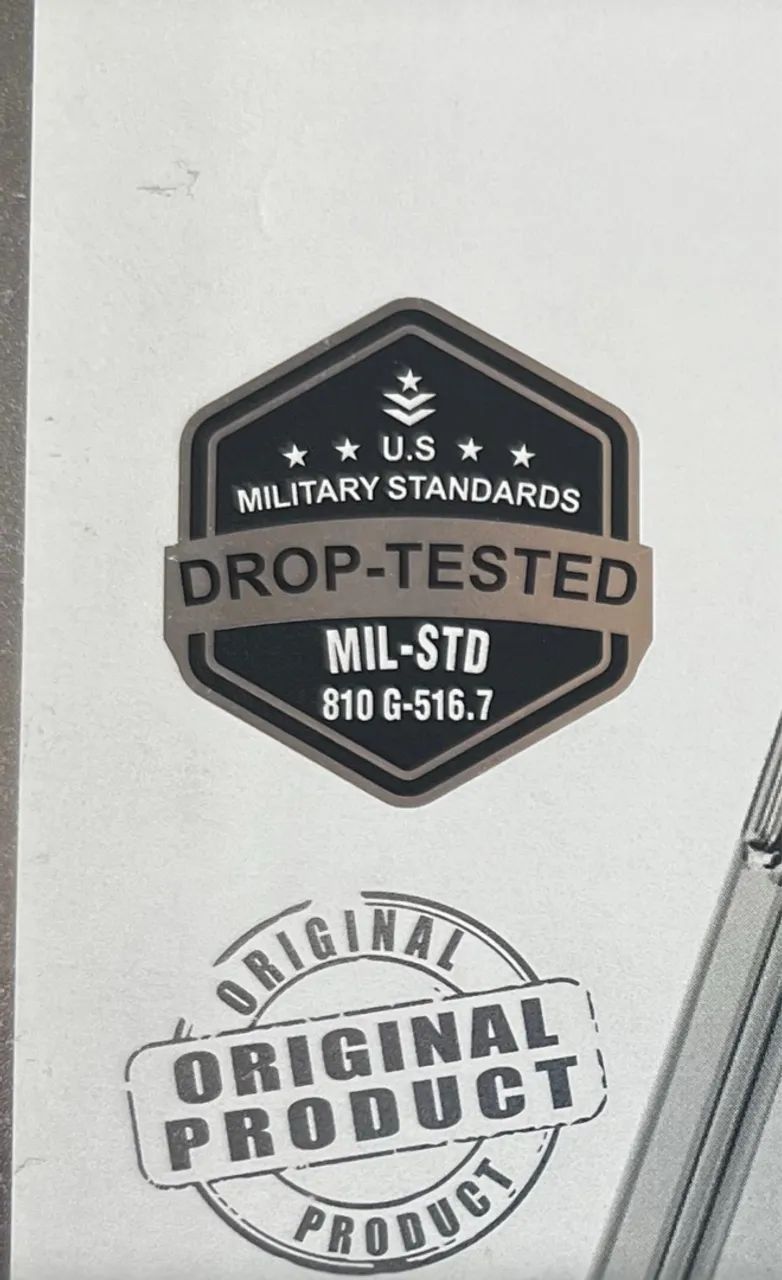 U.S
MILITARY STANDARDS
DROP-TESTED
MIL-STD
810 G-516.7
ORIGINAL
ORIGINAL
PRODUCT
PRODUCT